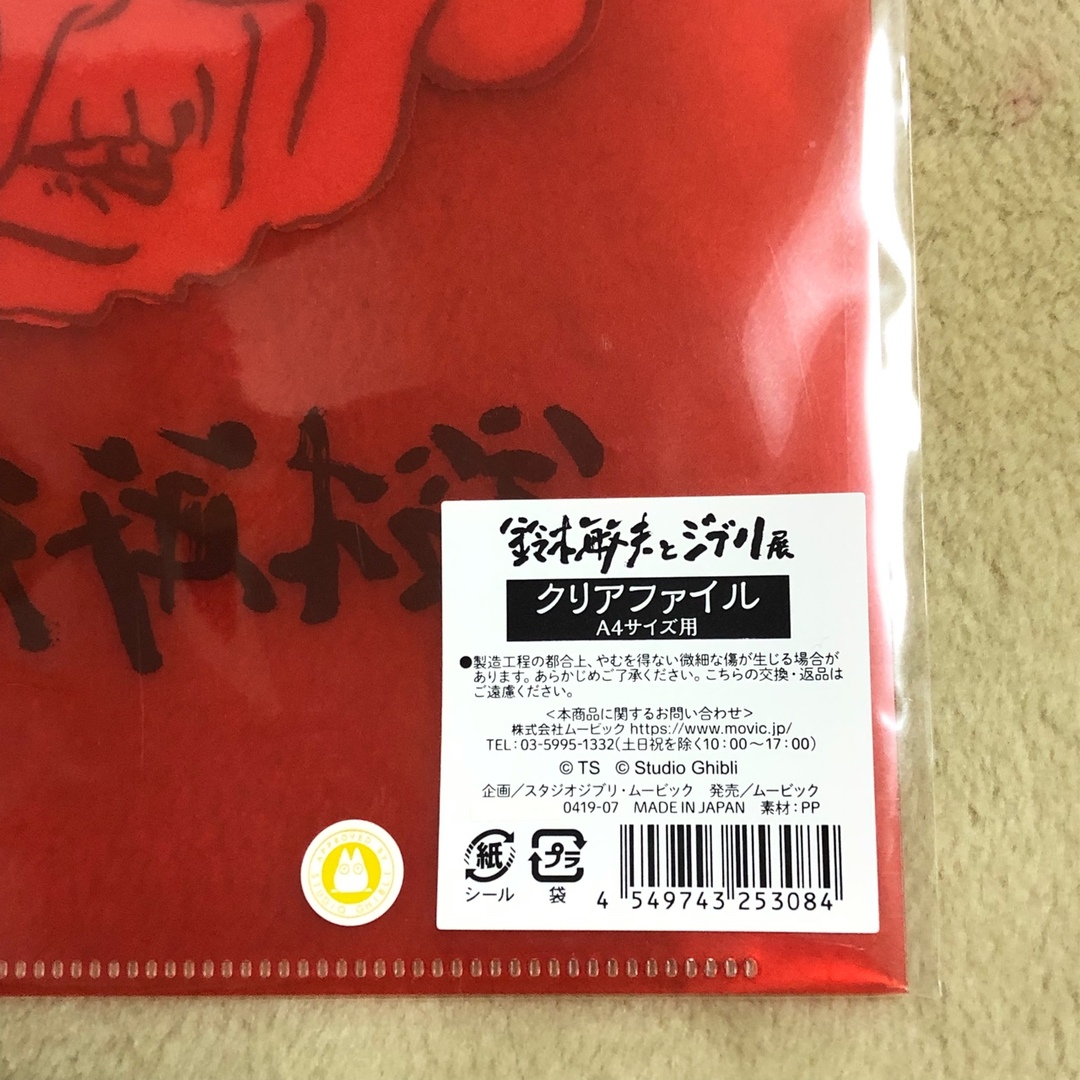 鈴木敏夫とジブリ展
クリアファイル
A4サイズ用
●製造工程の都合上、やむを得ない微細な傷が生じる場合が
あります。あらかじめご了承ください。こちらの交換・返品は
ご遠慮ください。
<本商品に関するお問い合わせ>
株式会社ムービック https://www.movic.jp/
TEL:03-5995-1332(土日祝を除く10:00～17:00)
© TS © Studio Ghibli
企画/スタジオジブリ・ムービック 発売/ムービック
0419-07 MADE IN JAPAN 素材:PP
紙 プラ
シール 袋
4 549743 253084
APPROVED BY STUDIO GHIBLI